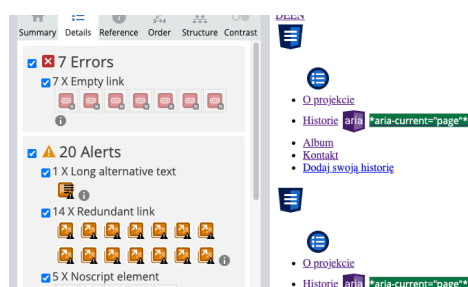 Summary Details Reference Order Structure Contrast
7 Errors
7 X Empty link
20 Alerts
1 X Long alternative text
14 X Redundant link
5 X Noscript element
DEEN
O projekcie
Historie aria *aria-current="page"*
Album
Kontakt
Dodaj swoją historię
O projekcie
Historie aria *aria-current="page"*